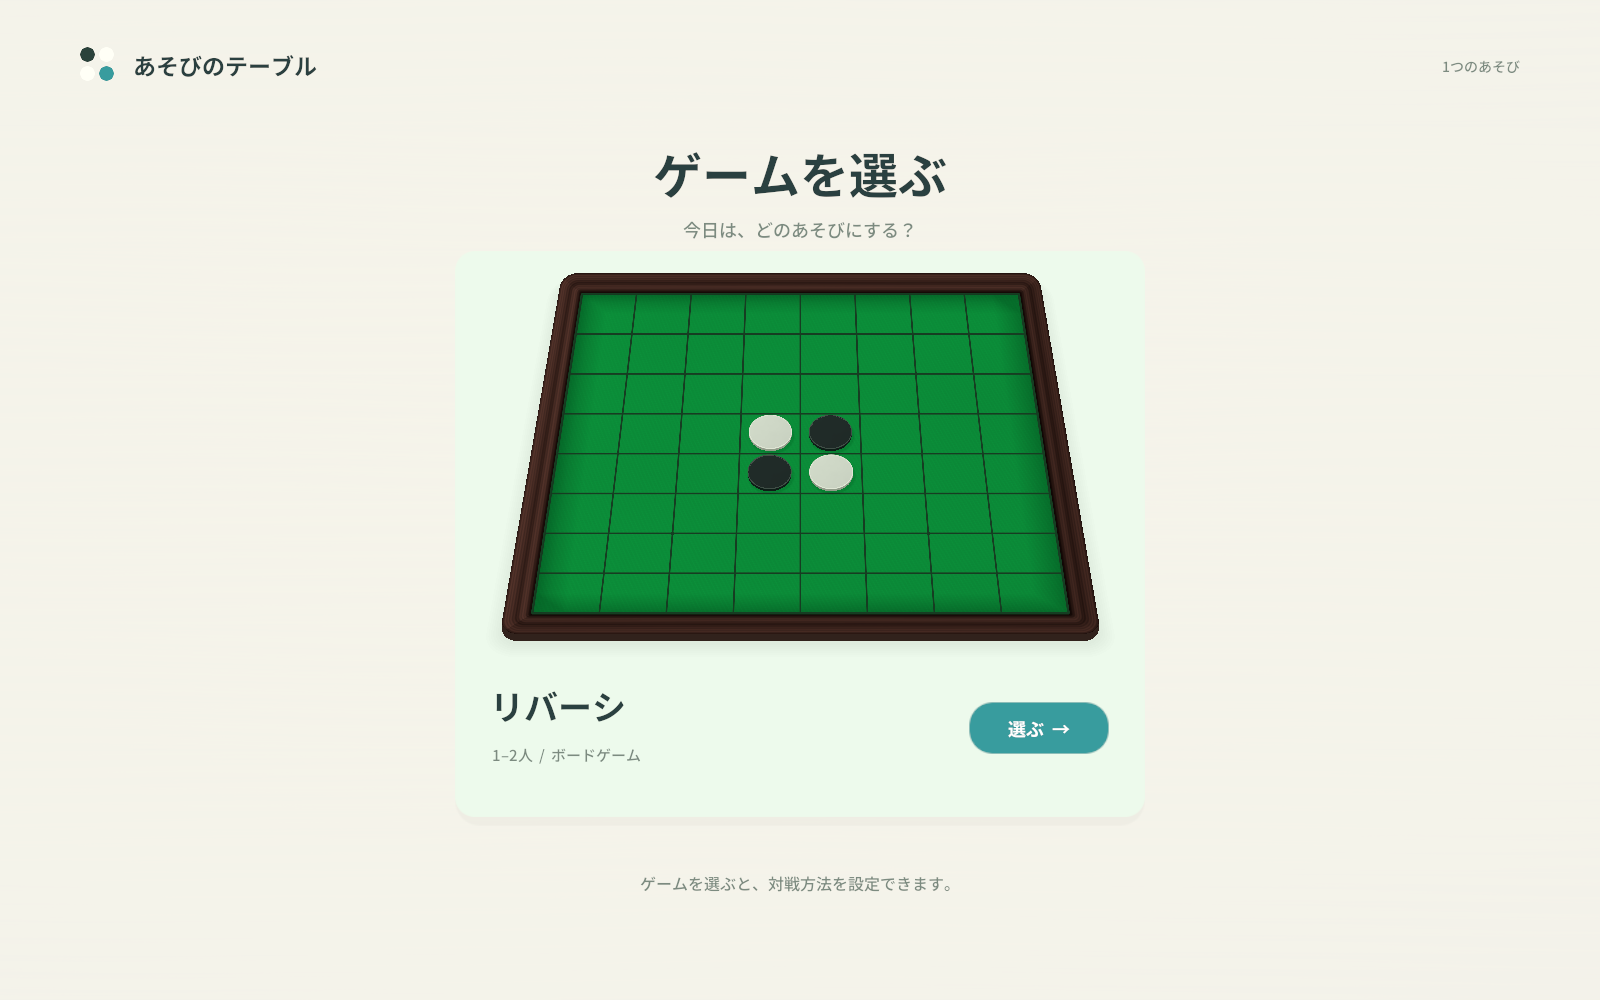 あそびのテーブル
1つのあそび
ゲームを選ぶ
今日は、どのあそびにする？
リバーシ
1–2人 / ボードゲーム
選ぶ →
ゲームを選ぶと、対戦方法を設定できます。